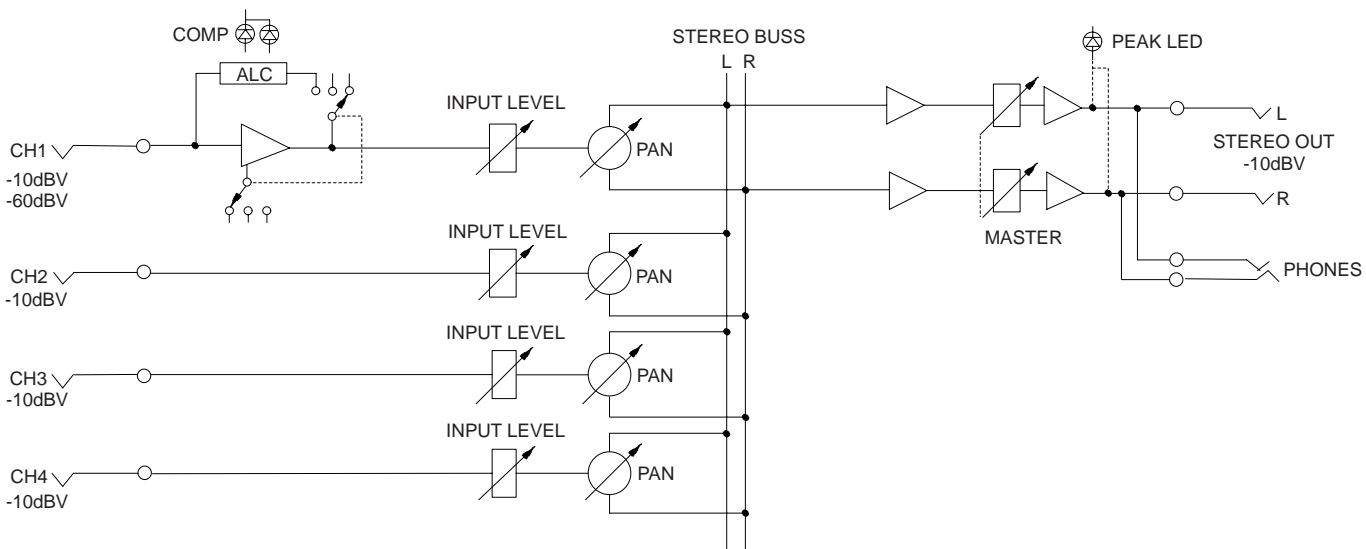 COMP
ALC
STEREO BUSS
L R
PEAK LED
INPUT LEVEL
CH1
-10dBV
-60dBV
PAN
L
STEREO OUT
-10dBV
R
MASTER
INPUT LEVEL
CH2
-10dBV
PAN
PHONES
INPUT LEVEL
CH3
-10dBV
PAN
INPUT LEVEL
CH4
-10dBV
PAN